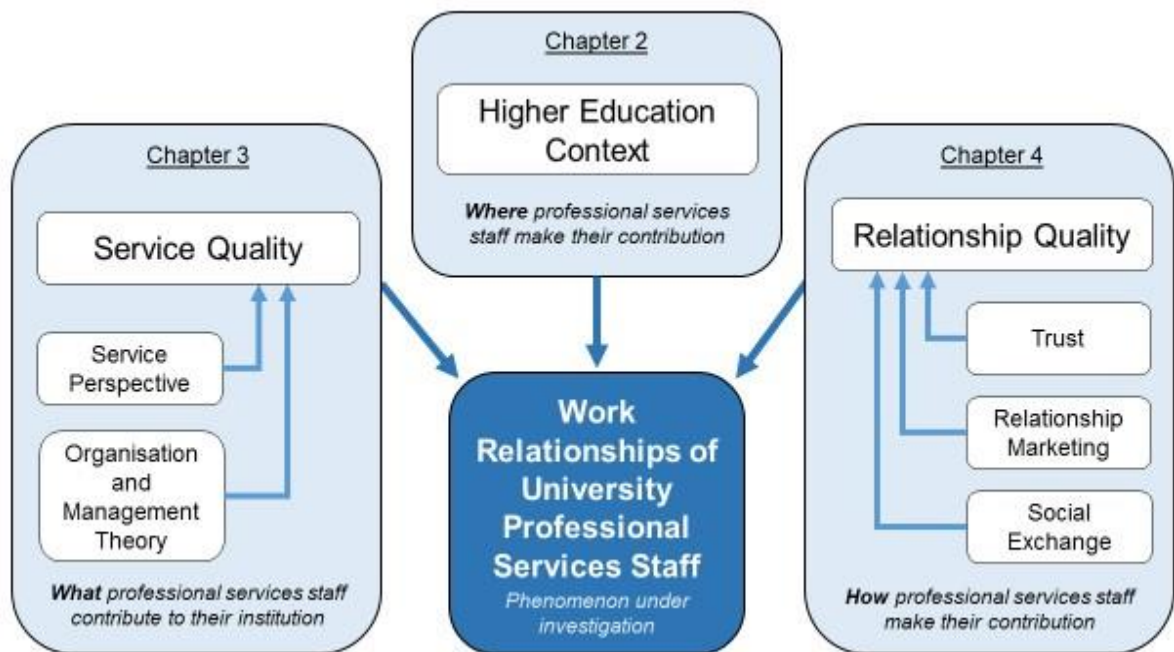 Chapter 2
Higher Education
Context
Where professional services
staff make their contribution
Chapter 3
Service Quality
Service
Perspective
Organisation
and
Management
Theory
What professional services staff
contribute to their institution
Chapter 4
Relationship Quality
Trust
Relationship
Marketing
Social
Exchange
How professional services staff
make their contribution
Work
Relationships of
University
Professional
Services Staff
Phenomenon under
investigation